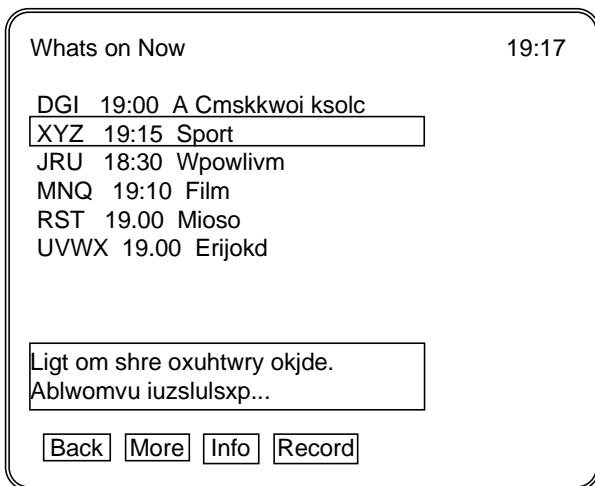 Whats on Now 19:17
DGI 19:00 A Cmskkwoi ksolc
XYZ 19:15 Sport
JRU 18:30 Wpowlivm
MNQ 19:10 Film
RST 19.00 Mioso
UVWX 19.00 Erijokd
Ligt om shre oxuhtwry okjde.
Ablwomvu iuzslulsxp...
Back More Info Record